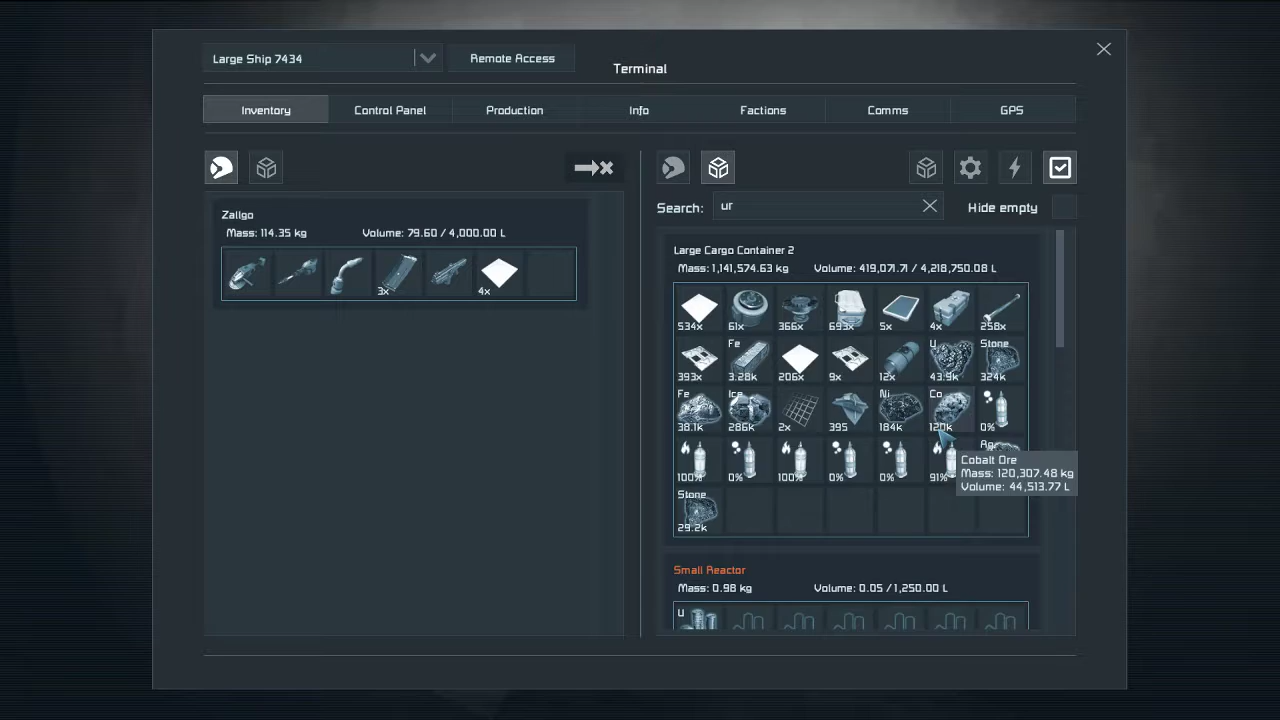 Large Ship 7434
Remote Access
Terminal
Inventory
Control Panel
Production
Info
Factions
Comms
GPS
Search: ur
Hide empty
Zallgo
Mass: 114.35 kg Volume: 79.60 / 4,000.00 L
3x 4x
Large Cargo Container 2
Mass: 1,141,574.63 kg Volume: 419,071.71 / 4,218,750.08 L
534x 61x 366x 693x 5x 4x 258x
Fe U Stone
393x 3.28k 206x 9x 12x 43.9k 324k
Fe Ice Ni Co
38.1k 286k 2x 395 184k 120k 0%
Ag
100% 0% 100% 0% 0% 91%
Cobalt Ore
Mass: 120,307.48 kg
Volume: 44,513.77 L
Stone
29.2k
Small Reactor
Mass: 0.98 kg Volume: 0.05 / 1,250.00 L
U